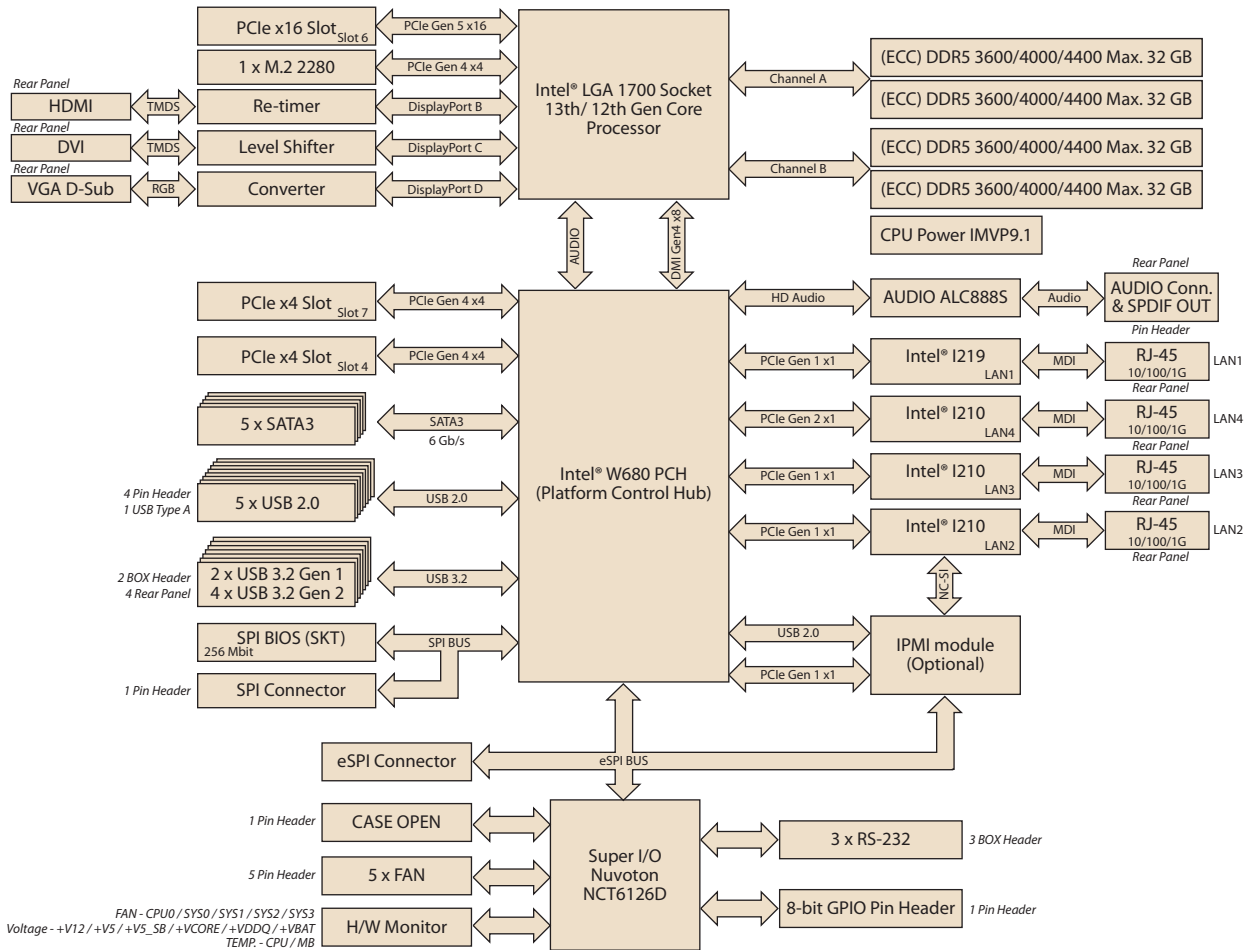 PCIe x16 Slot
Slot 6
PCIe Gen 5 x16
1 x M.2 2280
PCIe Gen 4 x4
Rear Panel
HDMI
TMDS
Re-timer
DisplayPort B
Rear Panel
DVI
TMDS
Level Shifter
DisplayPort C
Rear Panel
VGA D-Sub
RGB
Converter
DisplayPort D
Intel® LGA 1700 Socket
13th/ 12th Gen Core
Processor
Channel A
(ECC) DDR5 3600/4000/4400 Max. 32 GB
(ECC) DDR5 3600/4000/4400 Max. 32 GB
Channel B
(ECC) DDR5 3600/4000/4400 Max. 32 GB
(ECC) DDR5 3600/4000/4400 Max. 32 GB
CPU Power IMVP9.1
AUDIO
DMI Gen4 x8
PCIe x4 Slot
Slot 7
PCIe Gen 4 x4
PCIe x4 Slot
Slot 4
PCIe Gen 4 x4
5 x SATA3
SATA3
6 Gb/s
4 Pin Header
1 USB Type A
5 x USB 2.0
USB 2.0
2 BOX Header
4 Rear Panel
2 x USB 3.2 Gen 1
4 x USB 3.2 Gen 2
USB 3.2
SPI BIOS (SKT)
256 Mbit
SPI BUS
1 Pin Header
SPI Connector
Intel® W680 PCH
(Platform Control Hub)
HD Audio
AUDIO ALC888S
Audio
Rear Panel
AUDIO Conn.
& SPDIF OUT
Pin Header
PCIe Gen 1 x1
Intel® I219
LAN1
MDI
RJ-45
10/100/1G
LAN1
Rear Panel
PCIe Gen 2 x1
Intel® I210
LAN4
MDI
RJ-45
10/100/1G
LAN4
Rear Panel
PCIe Gen 1 x1
Intel® I210
LAN3
MDI
RJ-45
10/100/1G
LAN3
Rear Panel
PCIe Gen 1 x1
Intel® I210
LAN2
MDI
RJ-45
10/100/1G
LAN2
Rear Panel
NC-SI
USB 2.0
PCIe Gen 1 x1
IPMI module
(Optional)
eSPI Connector
eSPI BUS
1 Pin Header
CASE OPEN
5 Pin Header
5 x FAN
FAN - CPU0 / SYS0 / SYS1 / SYS2 / SYS3
Voltage - +V12 / +V5 / +V5_SB / +VCORE / +VDDQ / +VBAT
TEMP. - CPU / MB
H/W Monitor
Super I/O
Nuvoton
NCT6126D
3 x RS-232
3 BOX Header
8-bit GPIO Pin Header
1 Pin Header